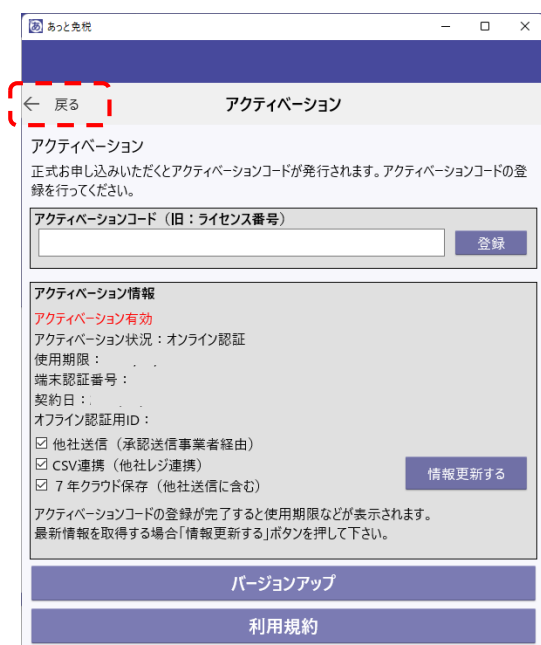 あ あっと免税
← 戻る アクティベーション
アクティベーション
正式お申し込みいただくとアクティベーションコードが発行されます。アクティベーションコードの登
録を行ってください。
アクティベーションコード（旧：ライセンス番号）
登録
アクティベーション情報
アクティベーション有効
アクティベーション状況：オンライン認証
使用期限：
端末認証番号：
契約日：
オフライン認証用ID：
他社送信（承認送信事業者経由）
CSV連携（他社レジ連携）
７年クラウド保存（他社送信に含む）
情報更新する
アクティベーションコードの登録が完了すると使用期限などが表示されます。
最新情報を取得する場合「情報更新する」ボタンを押して下さい。
バージョンアップ
利用規約